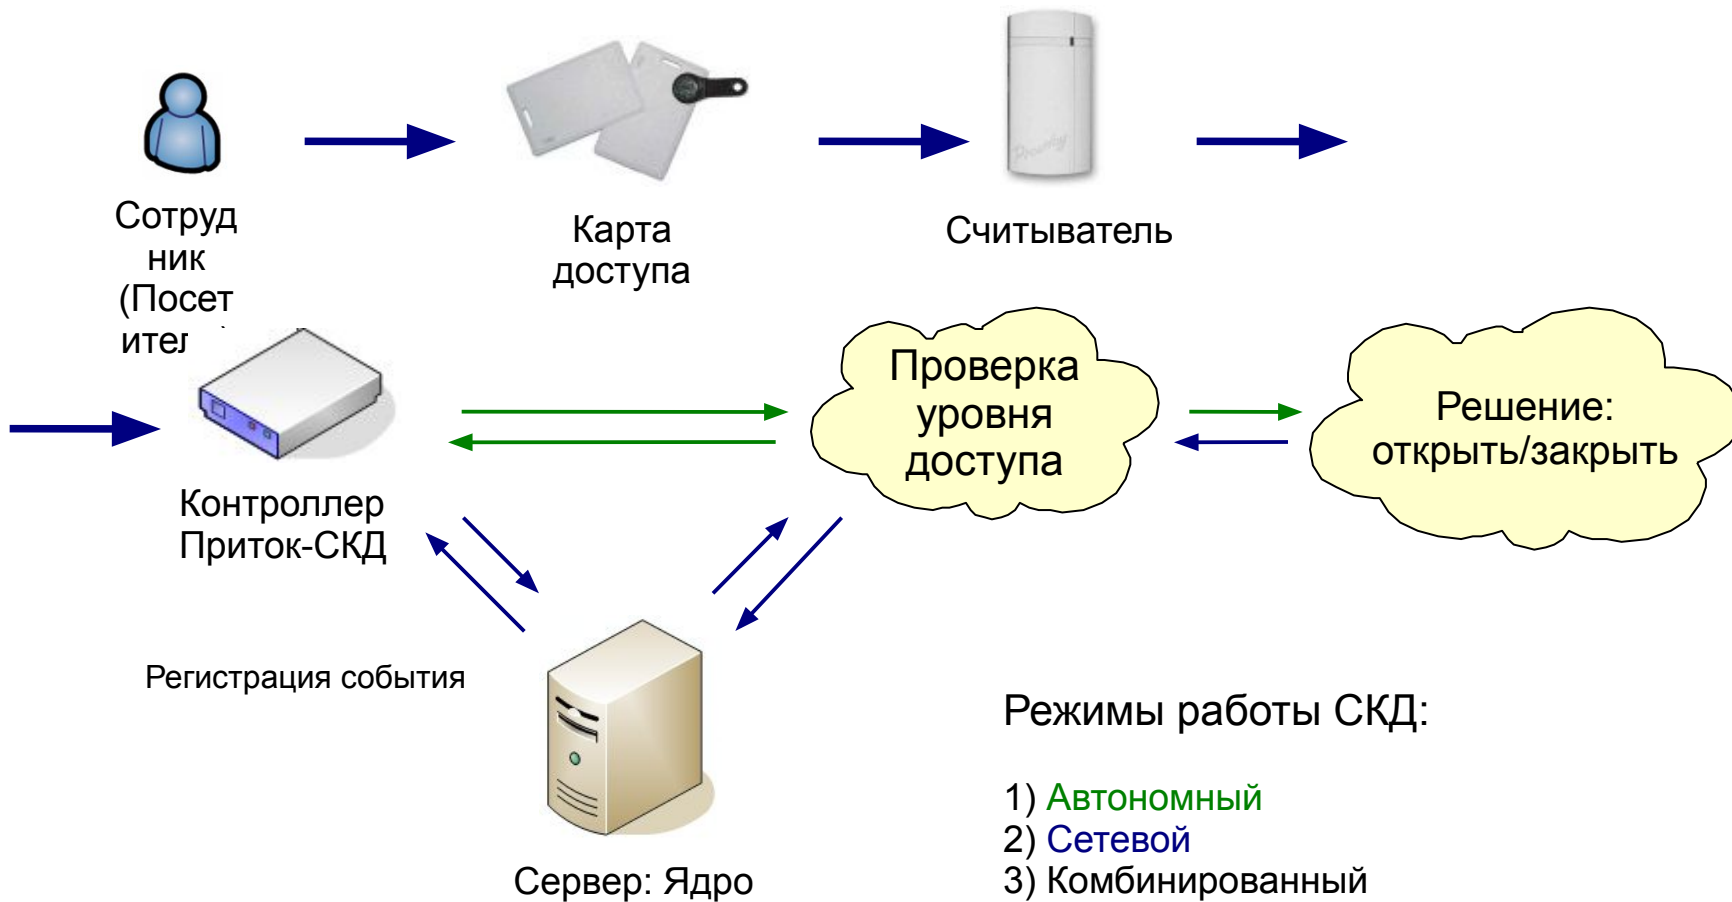 Сотруд
ник
(Посет
Карта
доступа
Считыватель
Проверка
уровня
доступа
Решение:
открыть/закрыть
Контроллер
Приток-СКД
Регистрация события
Режимы работы СКД:
1) Автономный
2) Сетевой
3) Комбинированный
Сервер: Ядро